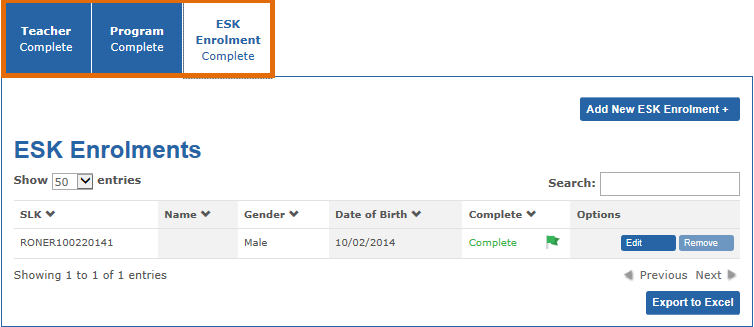 Teacher
Complete
Program
Complete
ESK
Enrolment
Complete
Add New ESK Enrolment +
ESK Enrolments
Show 50 entries
Search:
SLK Name Gender Date of Birth Complete Options
RONER100220141 Male 10/02/2014 Complete Edit Remove
Showing 1 to 1 of 1 entries
Previous Next
Export to Excel